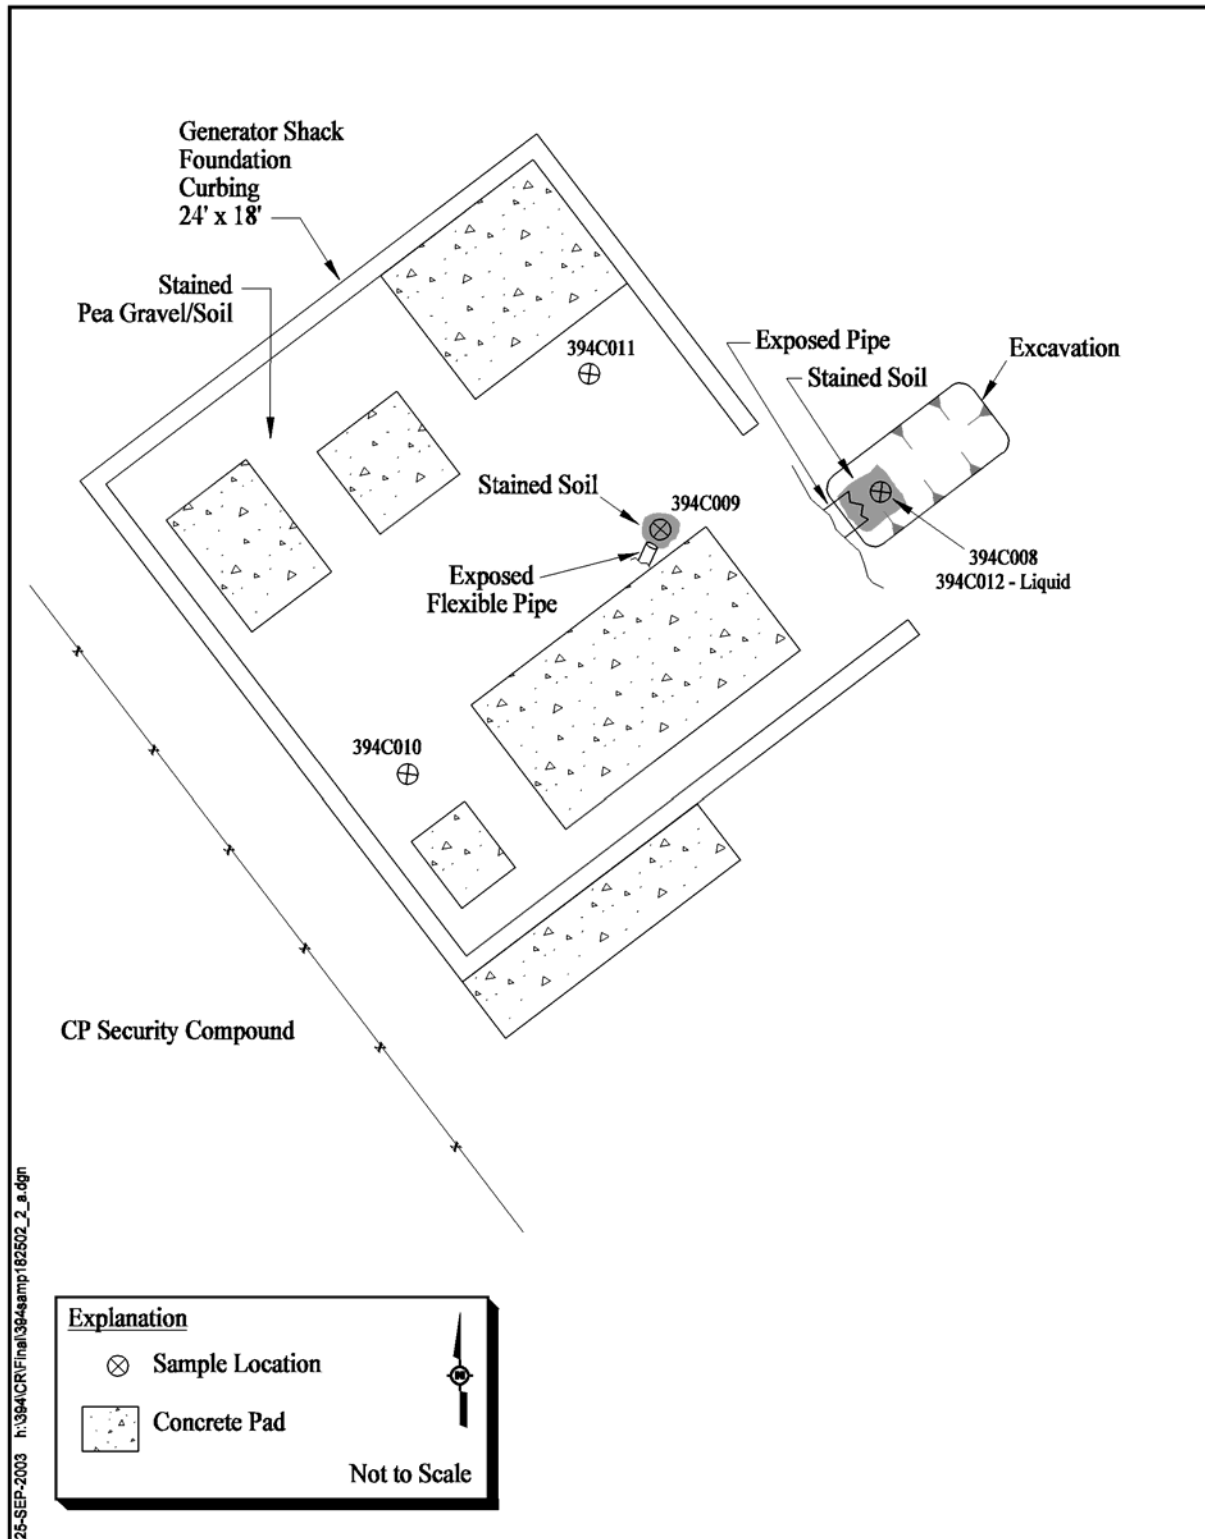 Generator Shack
Foundation
Curbing
24' x 18'
Stained
Pea Gravel/Soil
394C011
Exposed Pipe
Stained Soil
Excavation
Stained Soil
394C009
Exposed
Flexible Pipe
394C008
394C012 - Liquid
394C010
CP Security Compound
Explanation
Sample Location
N
Concrete Pad
Not to Scale
25-SEP-2003 h:\394\CR\Final\394samp182502_2_a.dgn